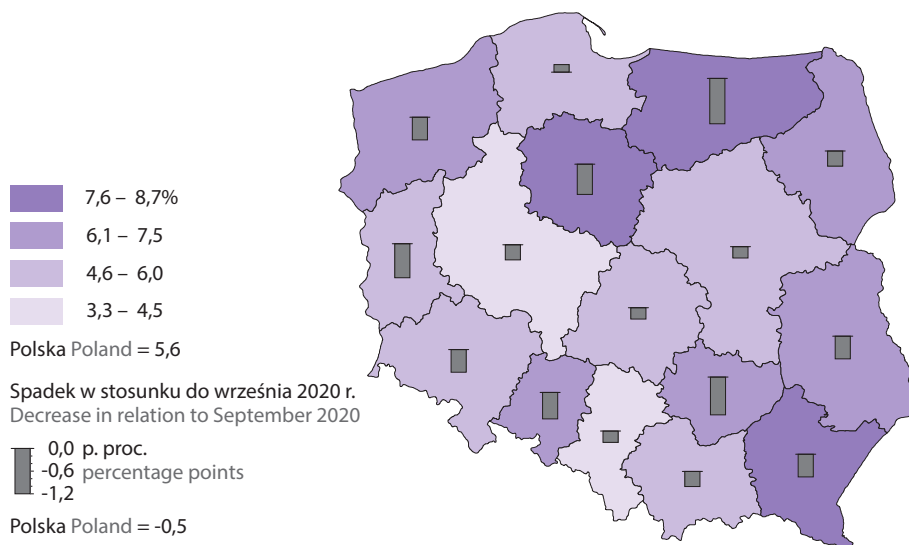 7,6 – 8,7%
6,1 – 7,5
4,6 – 6,0
3,3 – 4,5
Polska Poland = 5,6
Spadek w stosunku do września 2020 r.
Decrease in relation to September 2020
0,0 p. proc.
-0,6 percentage points
-1,2
Polska Poland = -0,5